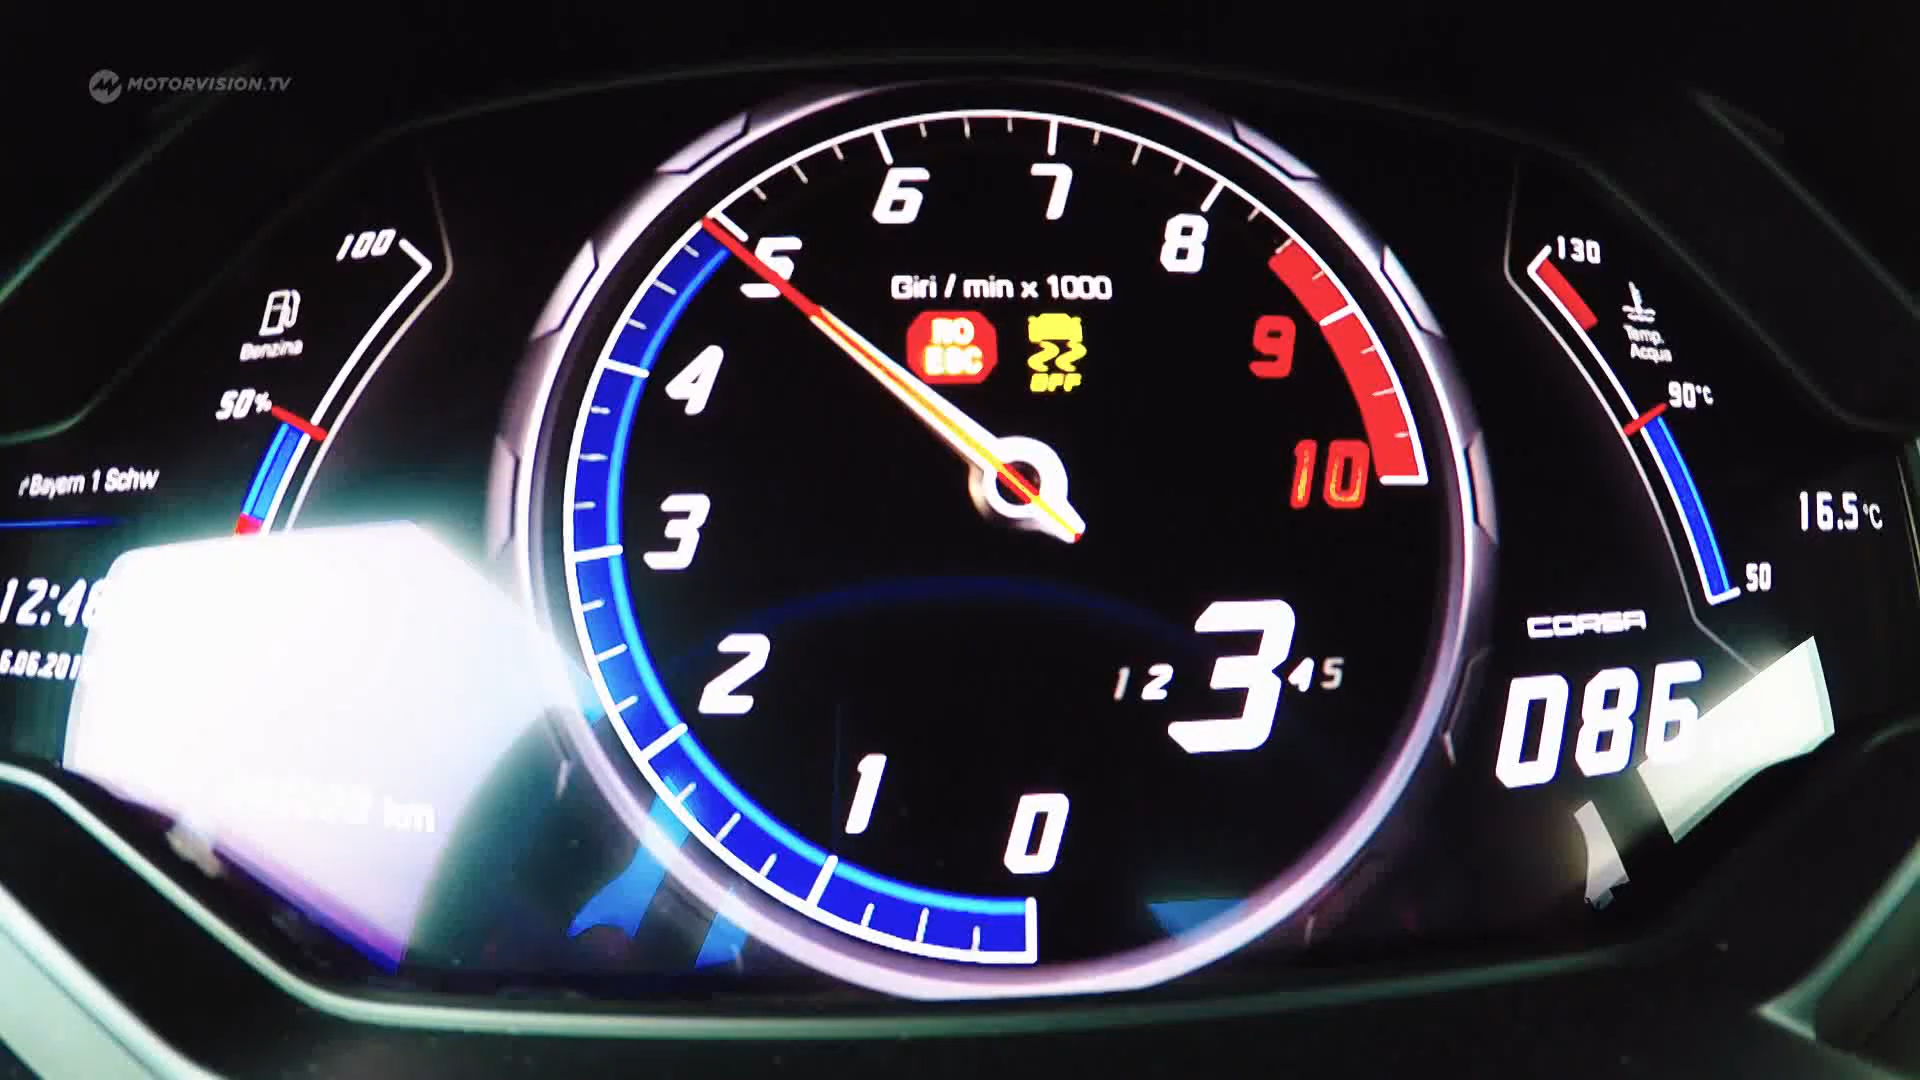 MOTORVISION.TV
6
7
5
8
100
130
Giri / min x 1000
NO
ESC
OFF
Benzina
Temp.
Acqua
9
4
50%
90°C
10
Bayern 1 Schw
3
16.5°C
50
CORSA
2
1 2 3 4 5
086
1
0
km